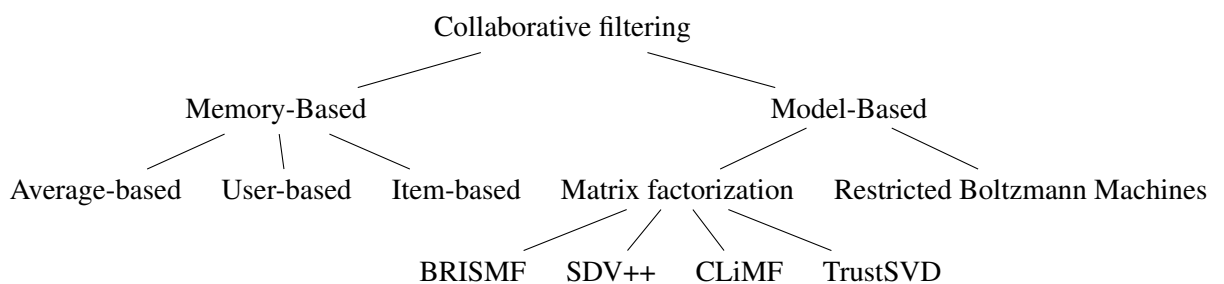 Collaborative filtering
Memory-Based Model-Based
Average-based User-based Item-based Matrix factorization Restricted Boltzmann Machines
BRISMF SDV++ CLiMF TrustSVD